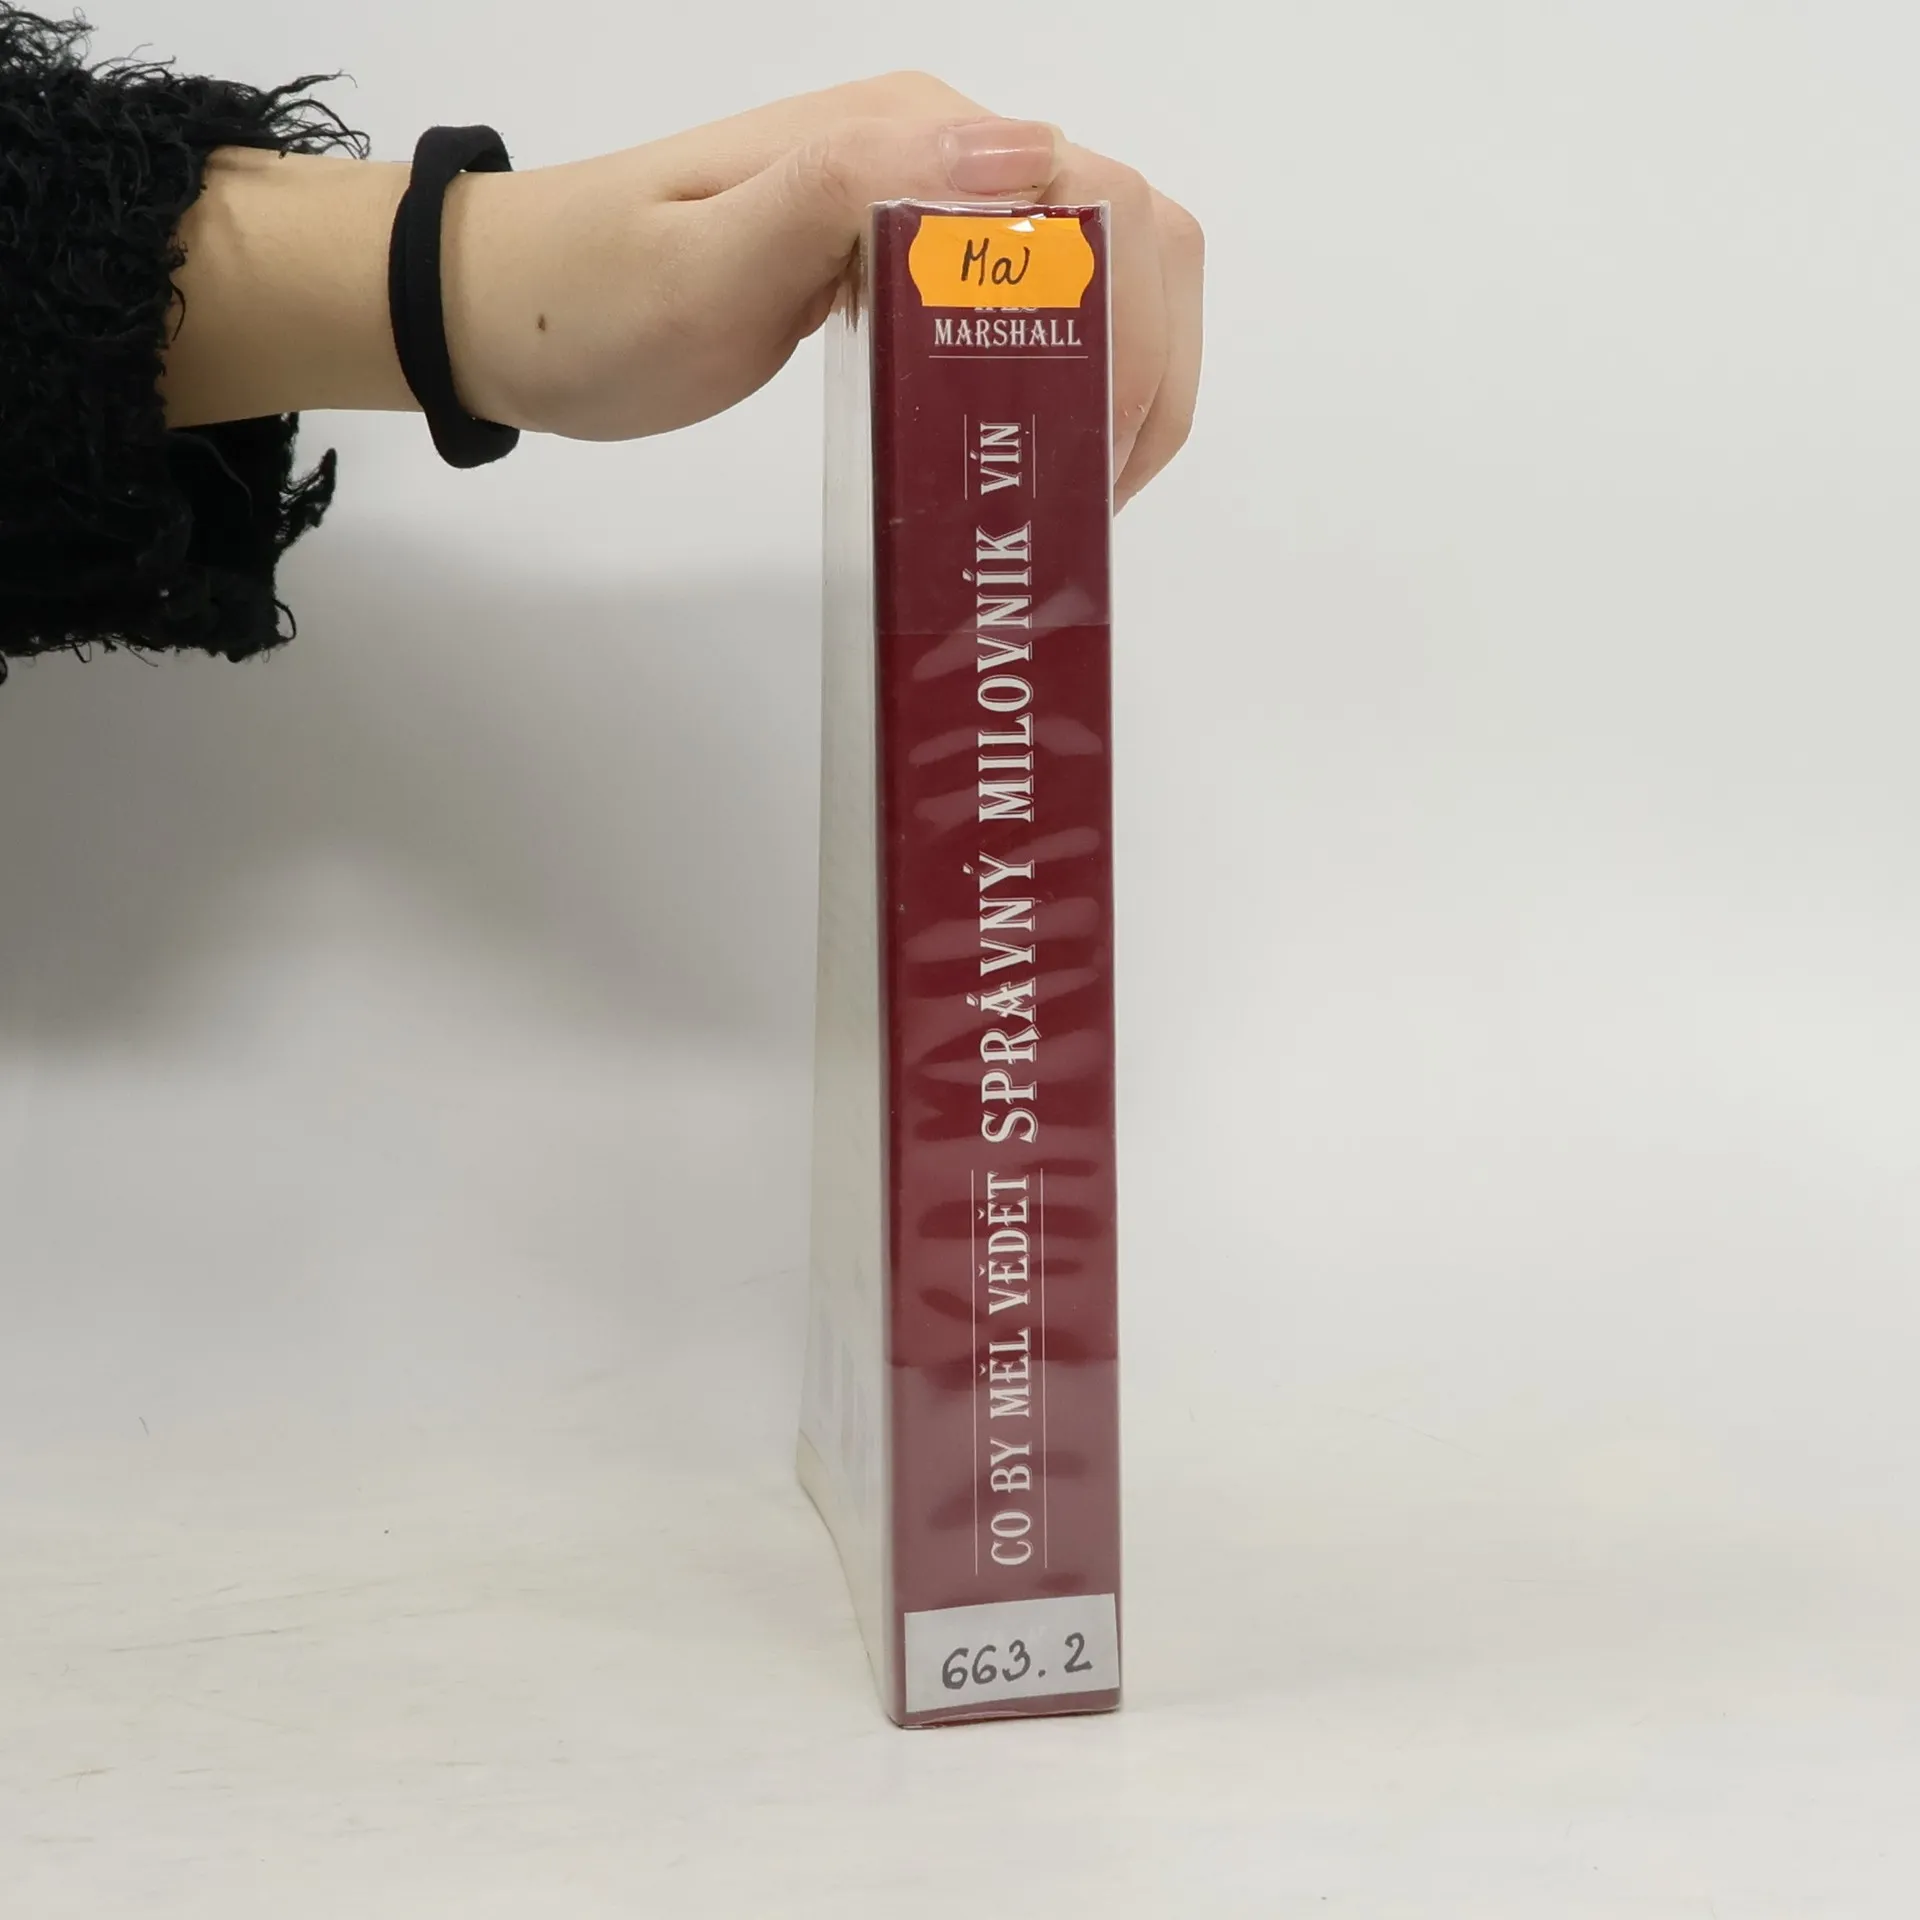 Ma
MARSHALL
CO BY MĚL VĚDĚT SPRÁVNÝ MILOVNÍK VÍN
663.2